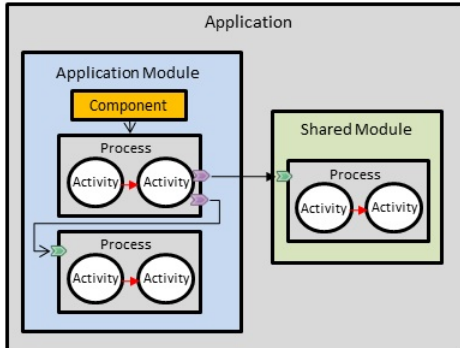 Application
Application Module
Component
Process
Activity Activity
Process
Activity Activity
Shared Module
Process
Activity Activity